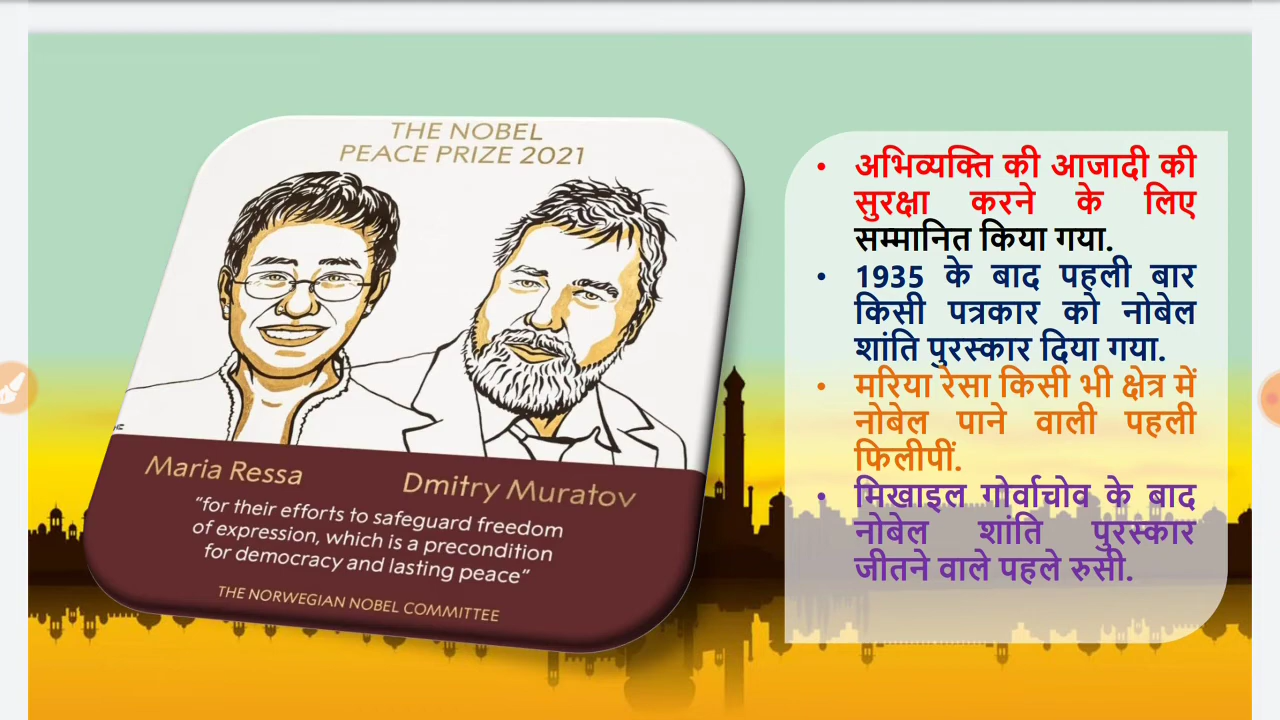 THE NOBEL
PEACE PRIZE 2021
Maria Ressa Dmitry Muratov
“for their efforts to safeguard freedom
of expression, which is a precondition
for democracy and lasting peace”
THE NORWEGIAN NOBEL COMMITTEE
• अभिव्यक्ति की आजादी की
सुरक्षा करने के लिए
सम्मानित किया गया.
• 1935 के बाद पहली बार
किसी पत्रकार को नोबेल
शांति पुरस्कार दिया गया.
• मरिया रेसा किसी भी क्षेत्र में
नोबेल पाने वाली पहली
फिलीपीं.
• मिखाइल गोर्वाचोव के बाद
नोबेल शांति पुरस्कार
जीतने वाले पहले रुसी.